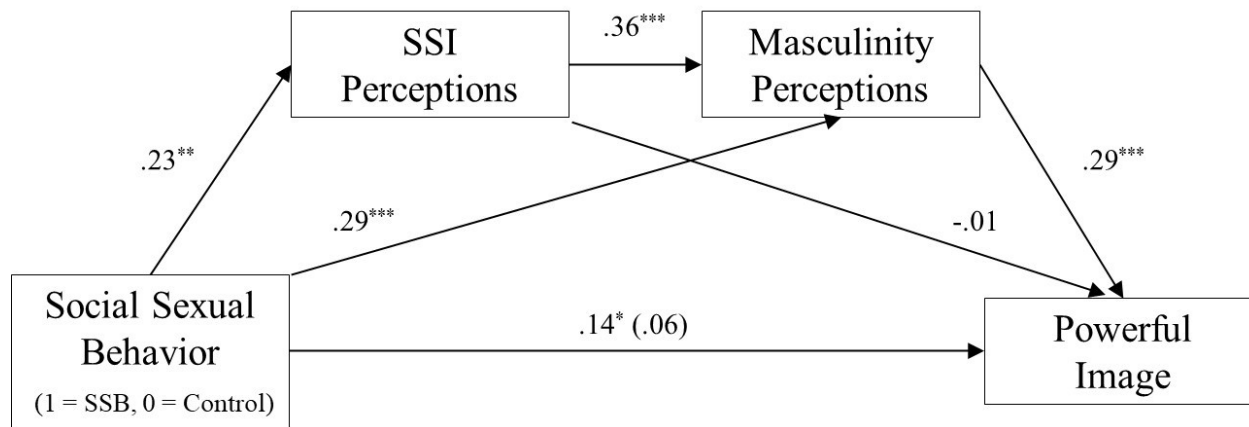 SSI
Perceptions
.36***
Masculinity
Perceptions
.23**
.29***
.29***
-.01
Social Sexual
Behavior
(1 = SSB, 0 = Control)
.14* (.06)
Powerful
Image